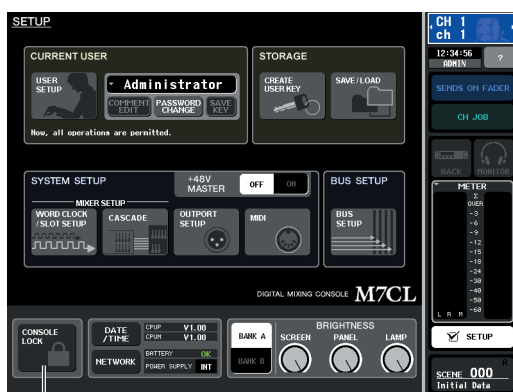 SETUP
CURRENT USER
USER
SETUP
Administrator
COMMENT
EDIT
PASSWORD
CHANGE
SAVE
KEY
Now, all operations are permitted.
STORAGE
CREATE
USER KEY
SAVE/LOAD
SYSTEM SETUP
+48V
MASTER
OFF
ON
MIXER SETUP
WORD CLOCK
/SLOT SETUP
CASCADE
OUTPORT
SETUP
MIDI
BUS SETUP
BUS
SETUP
DIGITAL MIXING CONSOLE M7CL
CONSOLE
LOCK
DATE
/TIME
CPUP V1.00
CPUM V1.00
NETWORK
BATTERY OK
POWER SUPPLY INT
BANK A
BANK B
BRIGHTNESS
SCREEN
PANEL
LAMP
CH 1
ch 1
12:34:56
ADMIN
?
SENDS ON FADER
CH JOB
RACK
MONITOR
METER
Σ
OVER
-3
-6
-9
-12
-15
-18
-24
-30
-40
-50
-60
L R M
SETUP
R
SCENE 000
Initial Data